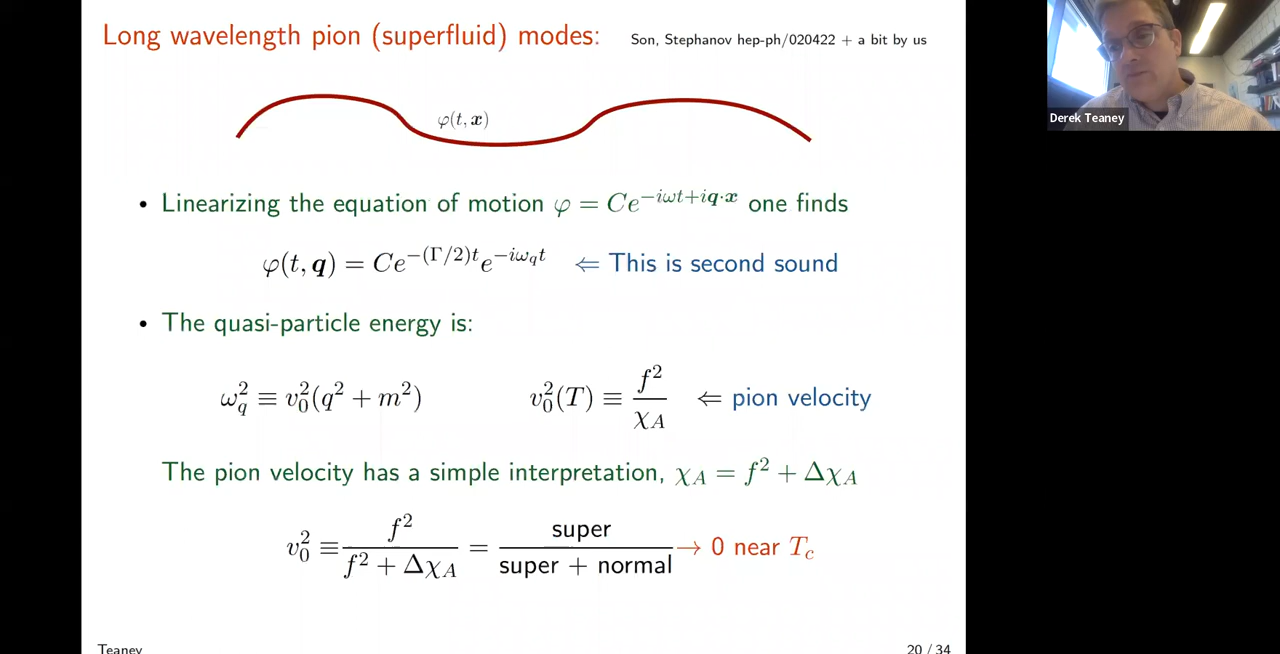 Long wavelength pion (superfluid) modes: Son, Stephanov hep-ph/020422 + a bit by us
Derek Teaney
φ(t, x)
• Linearizing the equation of motion φ = Ce^{−iωt+iq·x} one finds
φ(t, q) = Ce^{−(Γ/2)t}e^{−iω_q t} ⇐ This is second sound
• The quasi-particle energy is:
ω_q^2 ≡ v_0^2(q^2 + m^2) v_0^2(T) ≡ f^2/χ_A ⇐ pion velocity
The pion velocity has a simple interpretation, χ_A = f^2 + Δχ_A
v_0^2 ≡ f^2/(f^2 + Δχ_A) = super/(super + normal) → 0 near T_c
Teaney 20 / 34